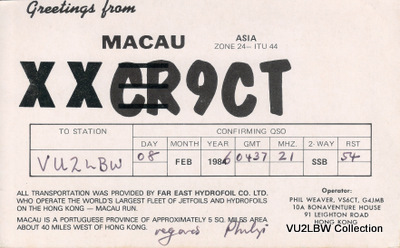 Greetings from
MACAU
ASIA
ZONE 24— ITU 44
XXCR9CT
TO STATION
CONFIRMING QSO
DAY MONTH YEAR GMT MHZ. 2-WAY RST
VU2LBW 08 FEB 1986 0437 21 SSB 54
ALL TRANSPORTATION WAS PROVIDED BY FAR EAST HYDROFOIL CO. LTD.
WHO OPERATE THE WORLD'S LARGEST FLEET OF JETFOILS AND HYDROFOILS
ON THE HONG KONG — MACAU RUN.
MACAU IS A PORTUGUESE PROVINCE OF APPROXIMATELY 5 SQ. MILES AREA
ABOUT 40 MILES WEST OF HONG KONG.
regards
Operator:
PHIL WEAVER, VS6CT, G4JMB
10A BONAVENTURE HOUSE
91 LEIGHTON ROAD
HONG KONG
VU2LBW Collection